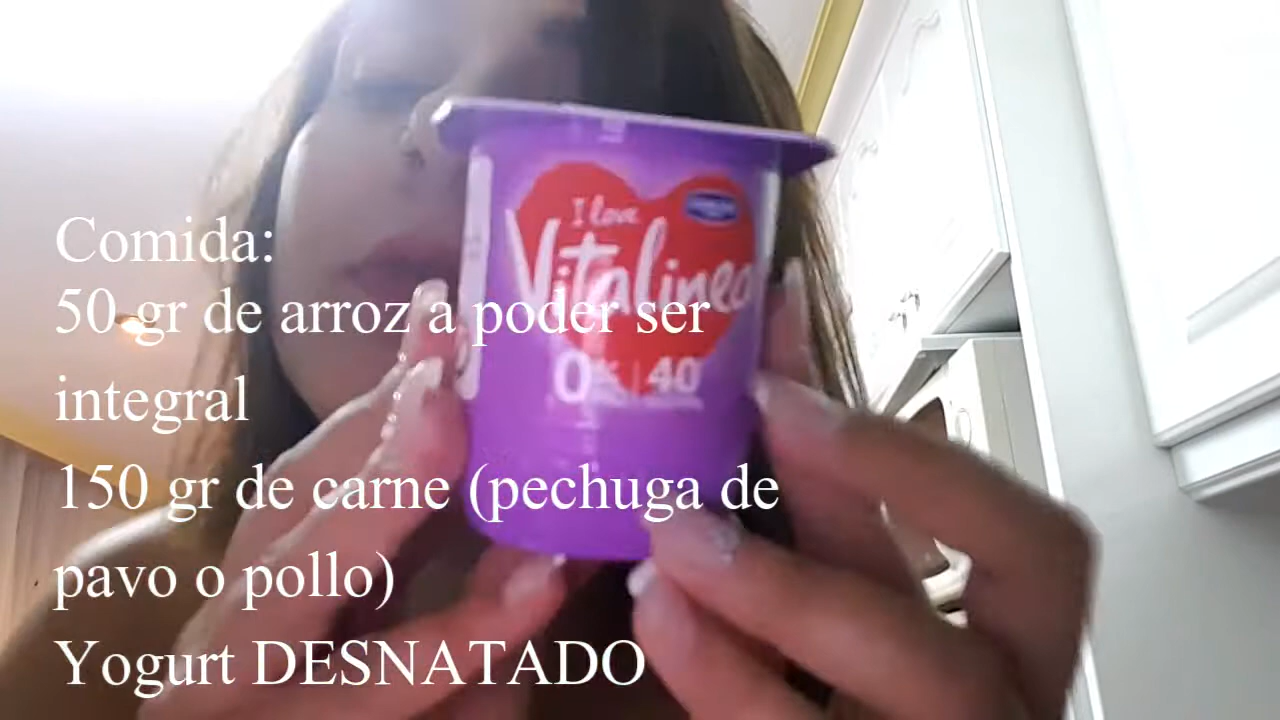 Comida:
50 gr de arroz a poder ser
integral
150 gr de carne (pechuga de
pavo o pollo)
Yogurt DESNATADO
I love
Vitalinea
0% 40